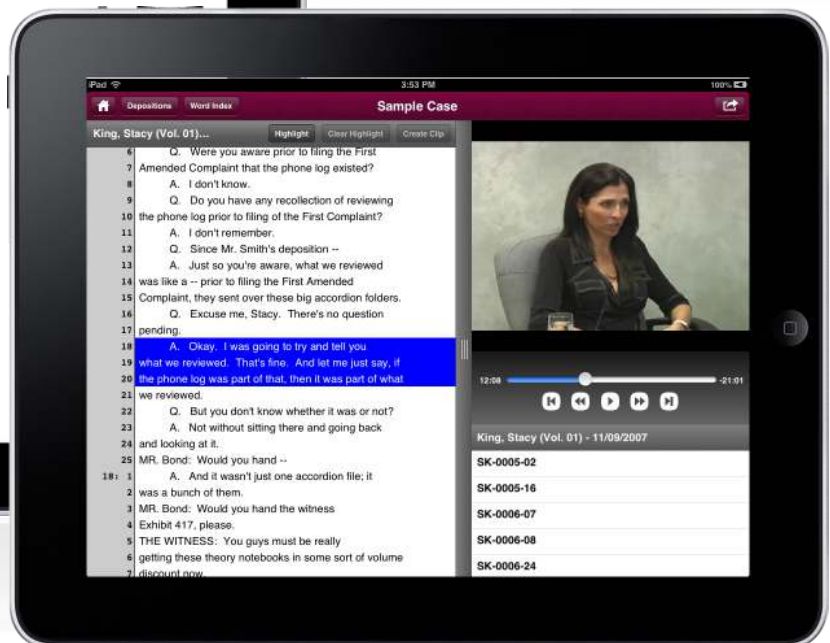 iPad
3:53 PM
100%
Depositions
Word Index
Sample Case
King, Stacy (Vol. 01)...
Highlight
Clear Highlight
Create Clip
6 Q. Were you aware prior to filing the First
7 Amended Complaint that the phone log existed?
8 A. I don't know.
9 Q. Do you have any recollection of reviewing
10 the phone log prior to filing of the First Complaint?
11 A. I don't remember.
12 Q. Since Mr. Smith's deposition --
13 A. Just so you're aware, what we reviewed
14 was like a -- prior to filing the First Amended
15 Complaint, they sent over these big accordion folders.
16 Q. Excuse me, Stacy. There's no question
17 pending.
18 A. Okay. I was going to try and tell you
19 what we reviewed. That's fine. And let me just say, if
20 the phone log was part of that, then it was part of what
21 we reviewed.
22 Q. But you don't know whether it was or not?
23 A. Not without sitting there and going back
24 and looking at it.
25 MR. Bond: Would you hand --
18: 1 A. And it wasn't just one accordion file; it
2 was a bunch of them.
3 MR. Bond: Would you hand the witness
4 Exhibit 417, please.
5 THE WITNESS: You guys must be really
6 getting these theory notebooks in some sort of volume
7 discount now.
12:08
-21:01
King, Stacy (Vol. 01) - 11/09/2007
SK-0005-02
SK-0005-16
SK-0006-07
SK-0006-08
SK-0006-24